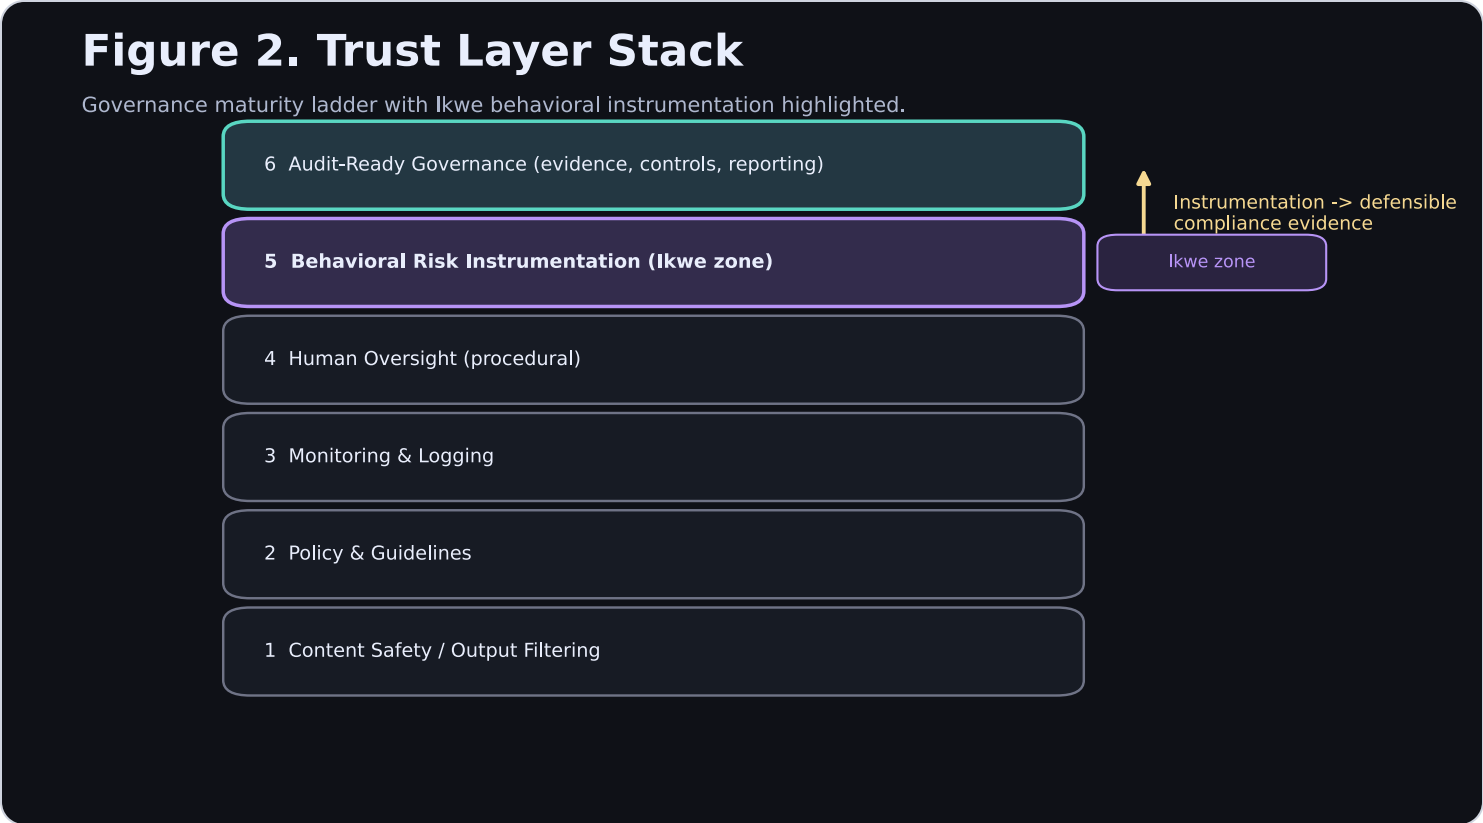 Figure 2. Trust Layer Stack
Governance maturity ladder with Ikwe behavioral instrumentation highlighted.
6 Audit-Ready Governance (evidence, controls, reporting)
Instrumentation -> defensible
compliance evidence
5 Behavioral Risk Instrumentation (Ikwe zone)
Ikwe zone
4 Human Oversight (procedural)
3 Monitoring & Logging
2 Policy & Guidelines
1 Content Safety / Output Filtering